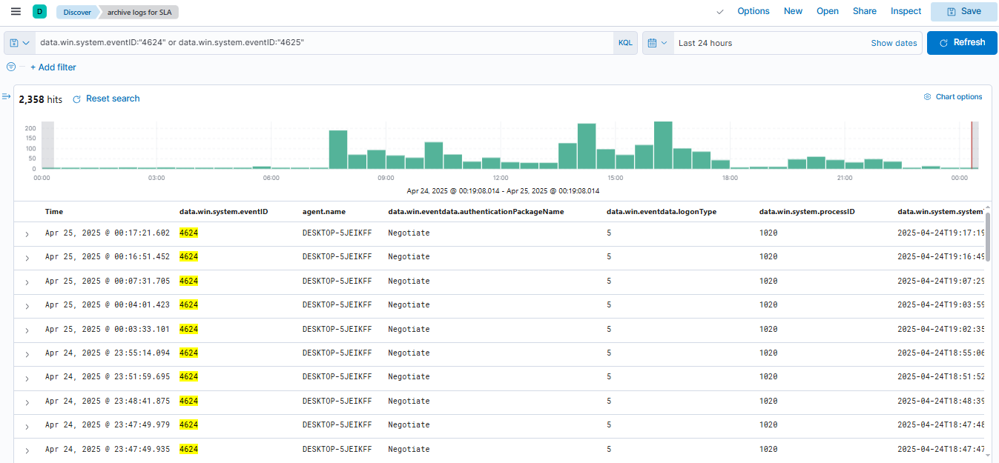 D Discover archive logs for SLA Options New Open Share Inspect Save
data.win.system.eventID:"4624" or data.win.system.eventID:"4625" KQL Last 24 hours Show dates Refresh
+ Add filter
2,358 hits Reset search Chart options
200
150
100
50
0
00:00 03:00 06:00 09:00 12:00 15:00 18:00 21:00 00:00
Apr 24, 2025 @ 00:19:08.014 - Apr 25, 2025 @ 00:19:08.014
Time data.win.system.eventID agent.name data.win.eventdata.authenticationPackageName data.win.eventdata.logonType data.win.system.processID data.win.system.system
Apr 25, 2025 @ 00:17:21.602 4624 DESKTOP-5JEIKFF Negotiate 5 1020 2025-04-24T19:17:19
Apr 25, 2025 @ 00:16:51.452 4624 DESKTOP-5JEIKFF Negotiate 5 1020 2025-04-24T19:16:49
Apr 25, 2025 @ 00:07:31.705 4624 DESKTOP-5JEIKFF Negotiate 5 1020 2025-04-24T19:07:29
Apr 25, 2025 @ 00:04:01.423 4624 DESKTOP-5JEIKFF Negotiate 5 1020 2025-04-24T19:03:59
Apr 25, 2025 @ 00:03:33.101 4624 DESKTOP-5JEIKFF Negotiate 5 1020 2025-04-24T19:02:35
Apr 24, 2025 @ 23:55:14.094 4624 DESKTOP-5JEIKFF Negotiate 5 1020 2025-04-24T18:55:06
Apr 24, 2025 @ 23:51:59.695 4624 DESKTOP-5JEIKFF Negotiate 5 1020 2025-04-24T18:51:52
Apr 24, 2025 @ 23:48:41.875 4624 DESKTOP-5JEIKFF Negotiate 5 1020 2025-04-24T18:48:39
Apr 24, 2025 @ 23:47:49.979 4624 DESKTOP-5JEIKFF Negotiate 5 1020 2025-04-24T18:47:48
Apr 24, 2025 @ 23:47:49.935 4624 DESKTOP-5JEIKFF Negotiate 5 1020 2025-04-24T18:47:47